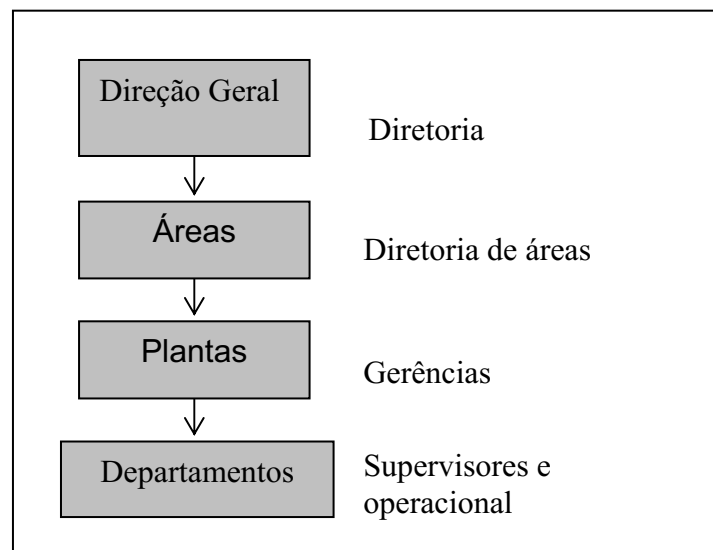 Direção Geral
Diretoria
Áreas
Diretoria de áreas
Plantas
Gerências
Departamentos
Supervisores e
operacional